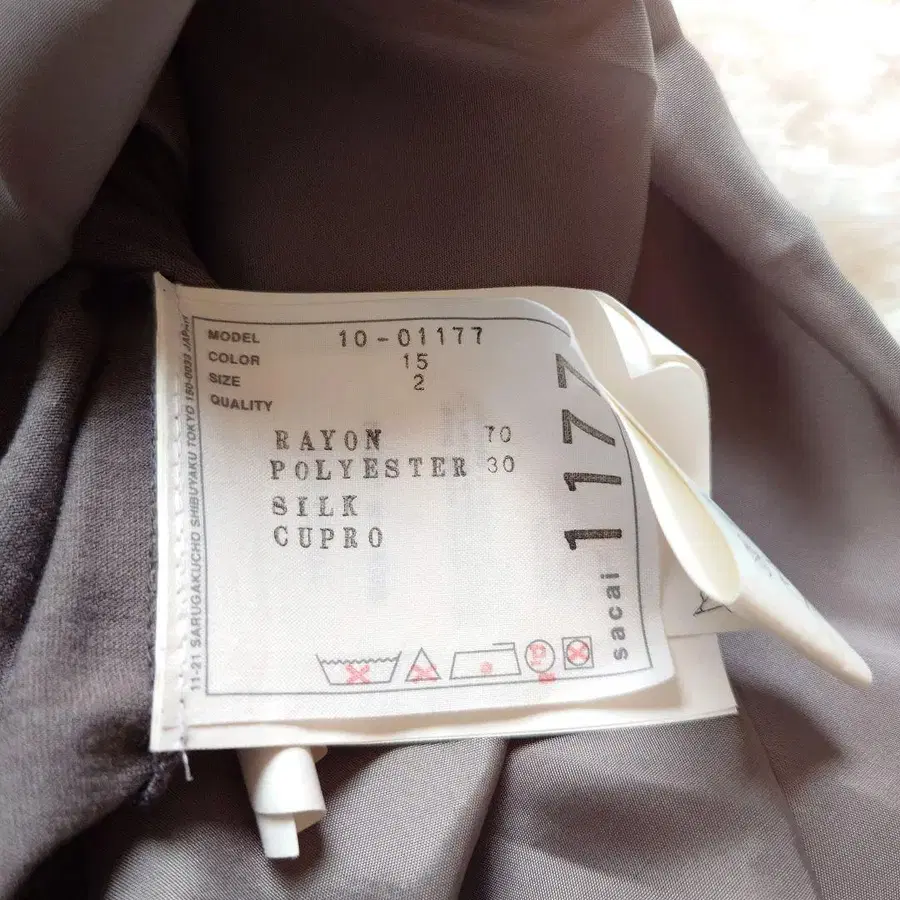 MODEL 10-01177
COLOR 15
SIZE 2
QUALITY
RAYON 70
POLYESTER 30
SILK
CUPRO
sacai 1177
11-21 SARUGAKUCHO SHIBUYAKU TOKYO 150-0033 JAPAN
P